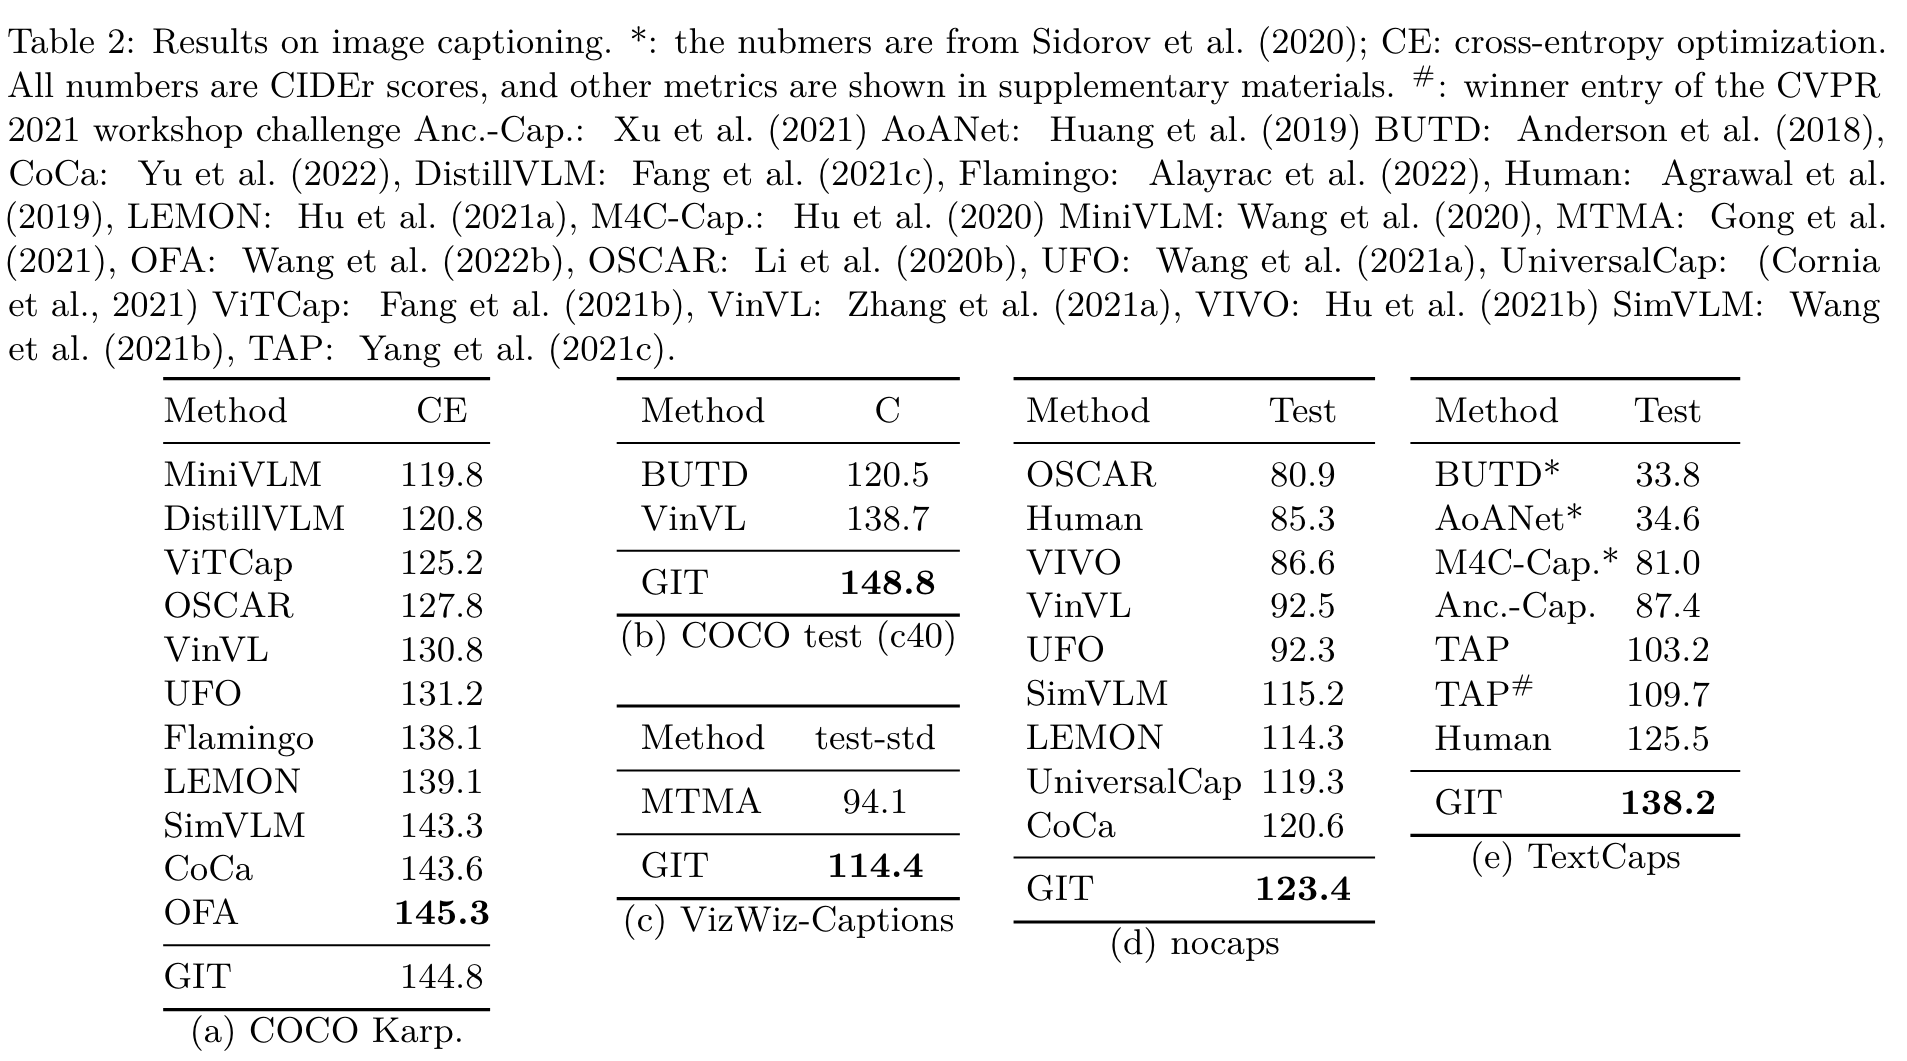 Table 2: Results on image captioning. *: the nubmers are from Sidorov et al. (2020); CE: cross-entropy optimization.
All numbers are CIDEr scores, and other metrics are shown in supplementary materials. #: winner entry of the CVPR
2021 workshop challenge Anc.-Cap.: Xu et al. (2021) AoANet: Huang et al. (2019) BUTD: Anderson et al. (2018),
CoCa: Yu et al. (2022), DistillVLM: Fang et al. (2021c), Flamingo: Alayrac et al. (2022), Human: Agrawal et al.
(2019), LEMON: Hu et al. (2021a), M4C-Cap.: Hu et al. (2020) MiniVLM: Wang et al. (2020), MTMA: Gong et al.
(2021), OFA: Wang et al. (2022b), OSCAR: Li et al. (2020b), UFO: Wang et al. (2021a), UniversalCap: (Cornia
et al., 2021) ViTCap: Fang et al. (2021b), VinVL: Zhang et al. (2021a), VIVO: Hu et al. (2021b) SimVLM: Wang
et al. (2021b), TAP: Yang et al. (2021c).
Method CE
MiniVLM 119.8
DistillVLM 120.8
ViTCap 125.2
OSCAR 127.8
VinVL 130.8
UFO 131.2
Flamingo 138.1
LEMON 139.1
SimVLM 143.3
CoCa 143.6
OFA 145.3
GIT 144.8
(a) COCO Karp.
Method C
BUTD 120.5
VinVL 138.7
GIT 148.8
(b) COCO test (c40)
Method test-std
MTMA 94.1
GIT 114.4
(c) VizWiz-Captions
Method Test
OSCAR 80.9
Human 85.3
VIVO 86.6
VinVL 92.5
UFO 92.3
SimVLM 115.2
LEMON 114.3
UniversalCap 119.3
CoCa 120.6
GIT 123.4
(d) nocaps
Method Test
BUTD* 33.8
AoANet* 34.6
M4C-Cap.* 81.0
Anc.-Cap. 87.4
TAP 103.2
TAP# 109.7
Human 125.5
GIT 138.2
(e) TextCaps